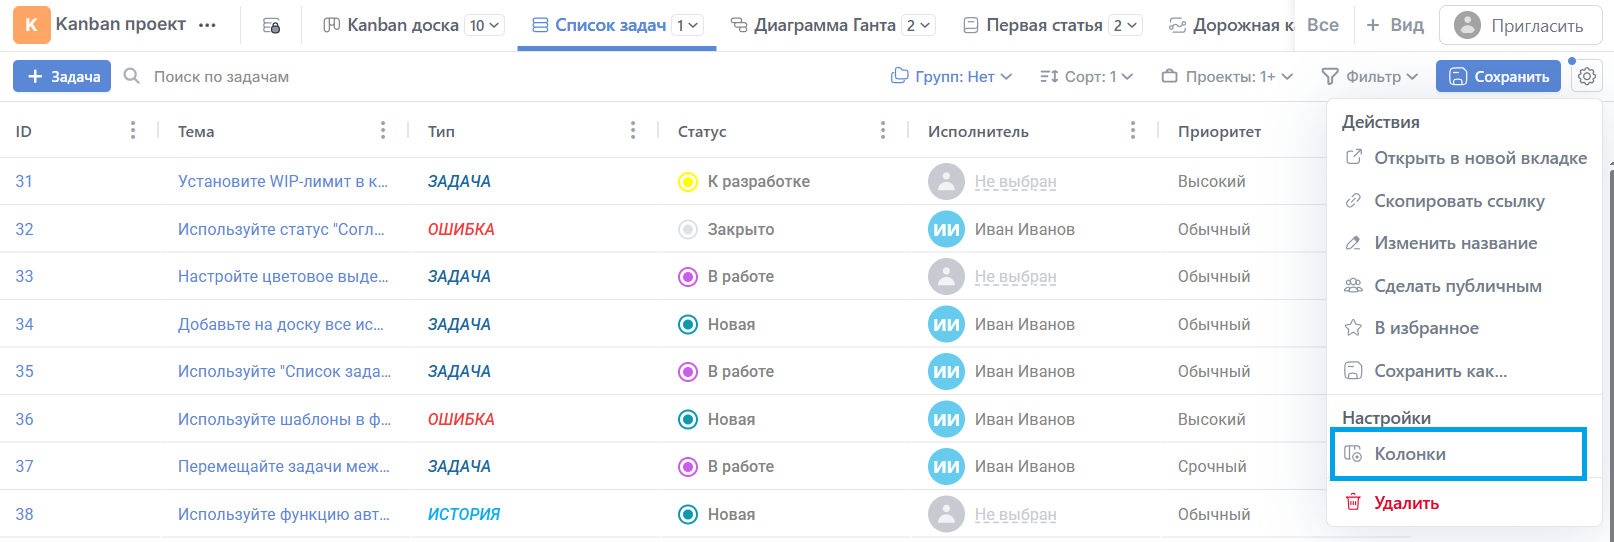 K Kanban проект ••• Kanban доска 10 Список задач 1 Диаграмма Ганта 2 Первая статья 2 Дорожная к Все + Вид Пригласить
+ Задача Поиск по задачам Групп: Нет Сорт: 1 Проекты: 1+ Фильтр Сохранить
ID Тема Тип Статус Исполнитель Приоритет
31 Установите WIP-лимит в к... ЗАДАЧА К разработке Не выбран Высокий
32 Используйте статус "Согл... ОШИБКА Закрыто ИИ Иван Иванов Обычный
33 Настройте цветовое выде... ЗАДАЧА В работе Не выбран Обычный
34 Добавьте на доску все ис... ЗАДАЧА Новая ИИ Иван Иванов Обычный
35 Используйте "Список зада... ЗАДАЧА В работе ИИ Иван Иванов Обычный
36 Используйте шаблоны в ф... ОШИБКА Новая ИИ Иван Иванов Высокий
37 Перемещайте задачи меж... ЗАДАЧА В работе ИИ Иван Иванов Срочный
38 Используйте функцию авт... ИСТОРИЯ Новая Не выбран Обычный
Действия
Открыть в новой вкладке
Скопировать ссылку
Изменить название
Сделать публичным
В избранное
Сохранить как...
Настройки
Колонки
Удалить